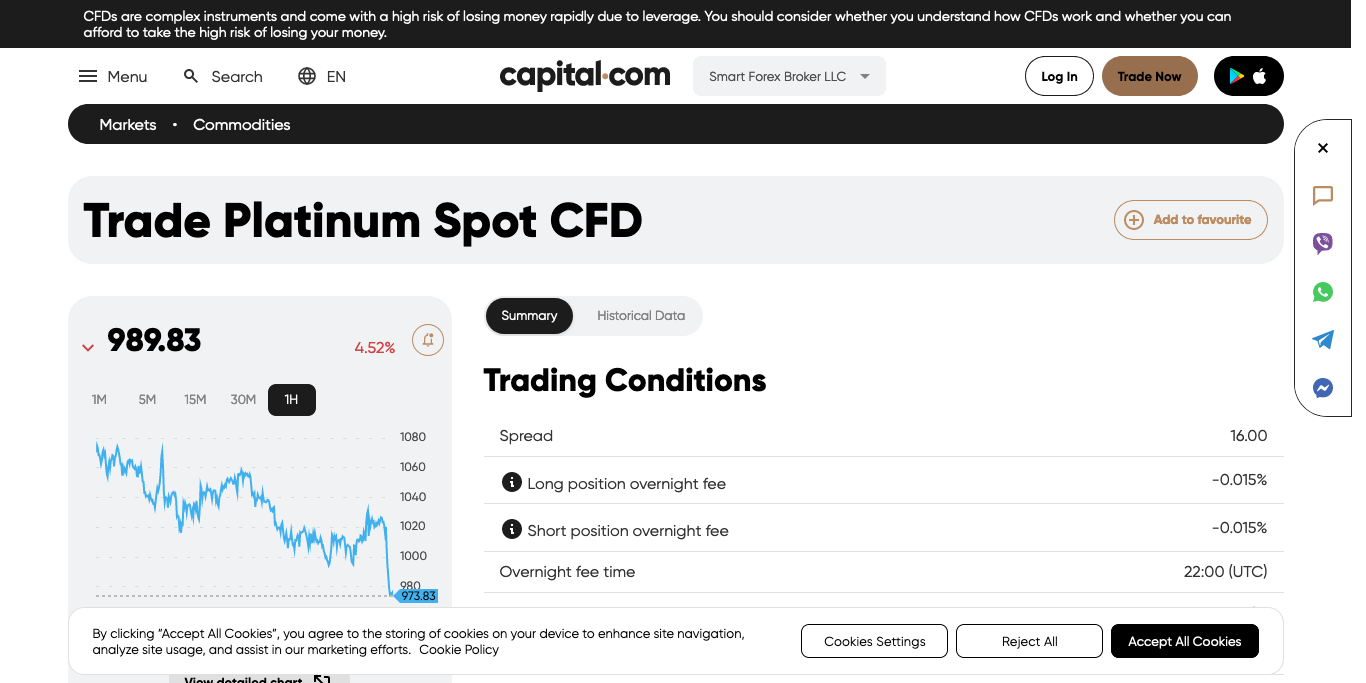 CFDs are complex instruments and come with a high risk of losing money rapidly due to leverage. You should consider whether you understand how CFDs work and whether you can
afford to take the high risk of losing your money.
Menu
Search
EN
capital.com
Smart Forex Broker LLC
Log In
Trade Now
Markets • Commodities
Trade Platinum Spot CFD
Add to favourite
989.83
4.52%
1M
5M
15M
30M
1H
1080
1060
1040
1020
1000
980
973.83
Summary
Historical Data
Trading Conditions
Spread
16.00
Long position overnight fee
-0.015%
Short position overnight fee
-0.015%
Overnight fee time
22:00 (UTC)
By clicking “Accept All Cookies”, you agree to the storing of cookies on your device to enhance site navigation,
analyze site usage, and assist in our marketing efforts. Cookie Policy
Cookies Settings
Reject All
Accept All Cookies
View detailed chart